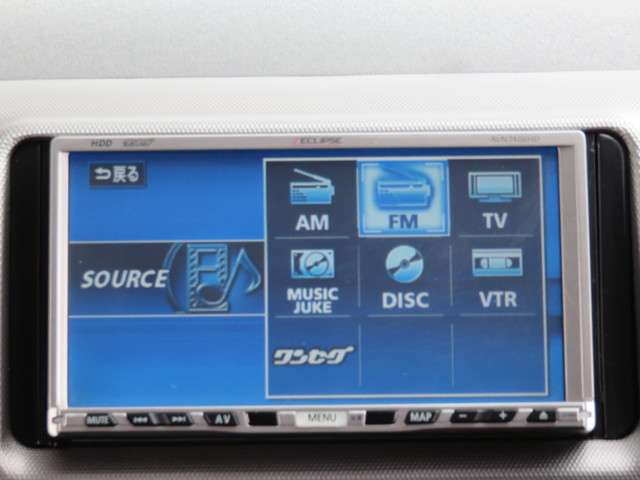 HDD
ECLIPSE
戻る
AM
FM
TV
SOURCE
MUSIC
JUKE
DISC
VTR
ワンセグ
MUTE
AV
MENU
MAP